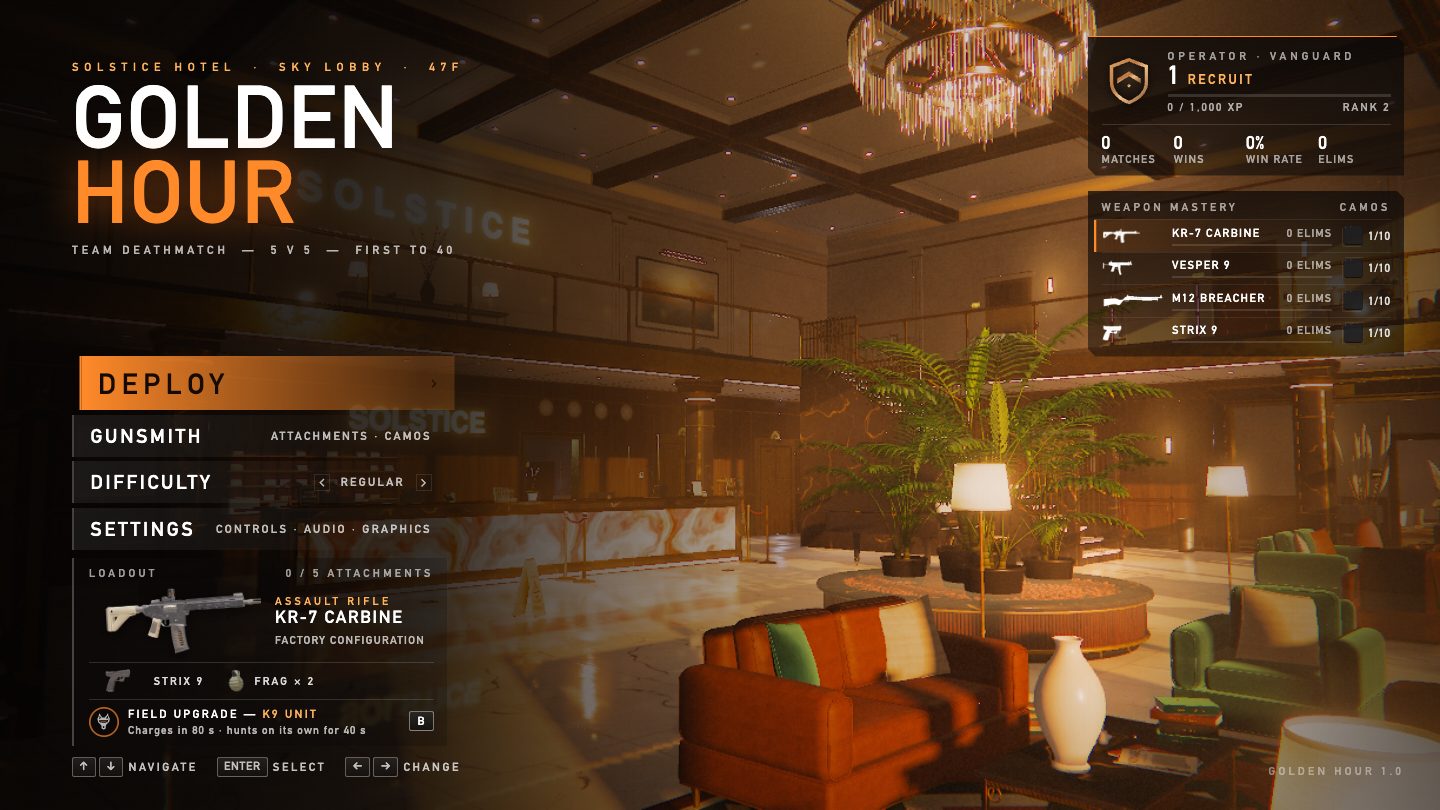 SOLSTICE HOTEL · SKY LOBBY · 47F
GOLDEN
HOUR
TEAM DEATHMATCH — 5 V 5 — FIRST TO 40
SOLSTICE
DEPLOY ›
SOLSTICE
GUNSMITH ATTACHMENTS · CAMOS
DIFFICULTY < REGULAR >
SETTINGS CONTROLS · AUDIO · GRAPHICS
LOADOUT 0 / 5 ATTACHMENTS
ASSAULT RIFLE
KR-7 CARBINE
FACTORY CONFIGURATION
STRIX 9 FRAG × 2
FIELD UPGRADE — K9 UNIT B
Charges in 80 s · hunts on its own for 40 s
↑ ↓ NAVIGATE ENTER SELECT ← → CHANGE
OPERATOR · VANGUARD
1 RECRUIT
0 / 1,000 XP RANK 2
0 0 0% 0
MATCHES WINS WIN RATE ELIMS
WEAPON MASTERY CAMOS
KR-7 CARBINE 0 ELIMS 1/10
VESPER 9 0 ELIMS 1/10
M12 BREACHER 0 ELIMS 1/10
STRIX 9 0 ELIMS 1/10
GOLDEN HOUR 1.0